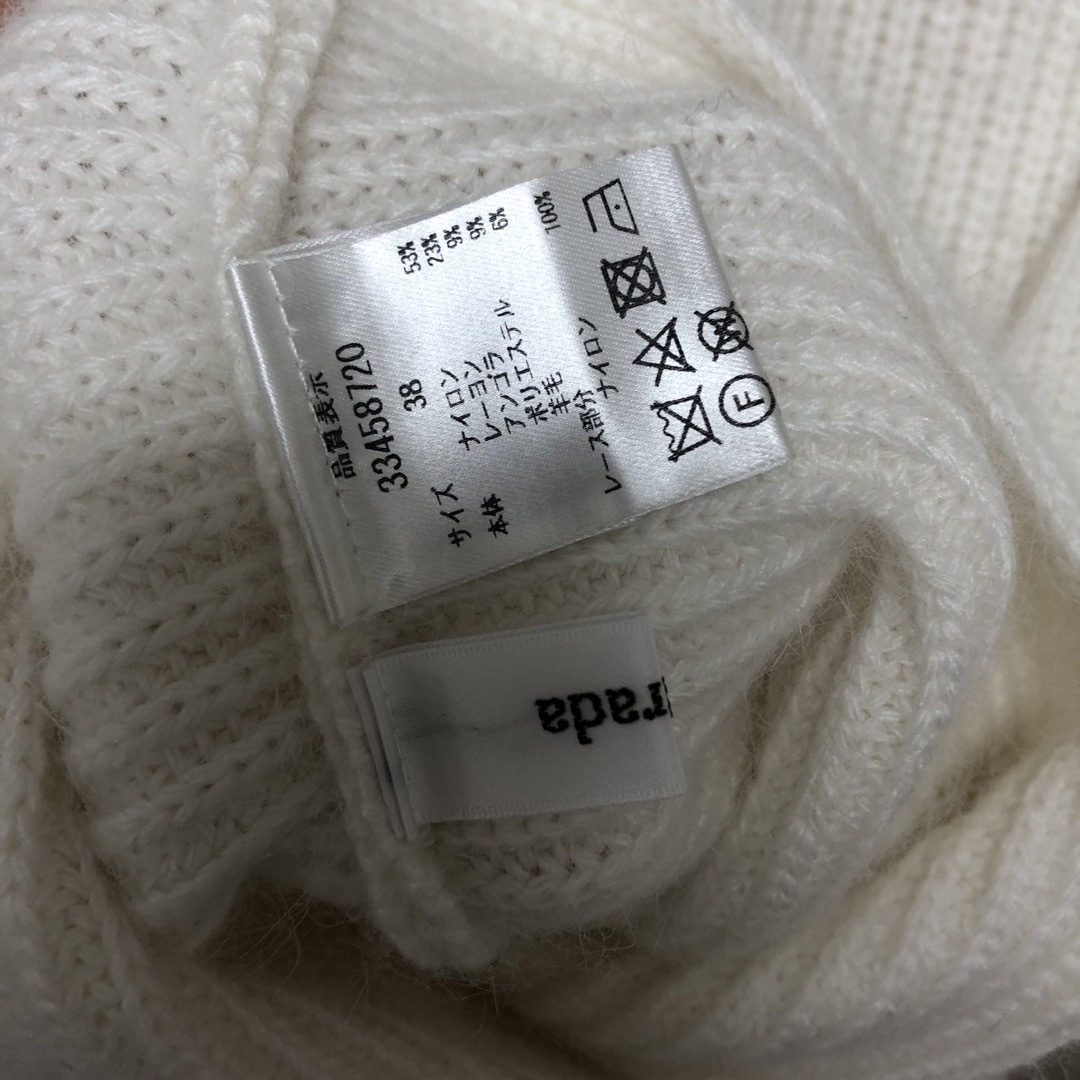 品質表示
33458720
サイズ 38
本体 ナイロン 53%
レーヨン 23%
アンゴラ 9%
ポリエステル 9%
羊毛 6%
レース部分 ナイロン 100%
F
W
rada